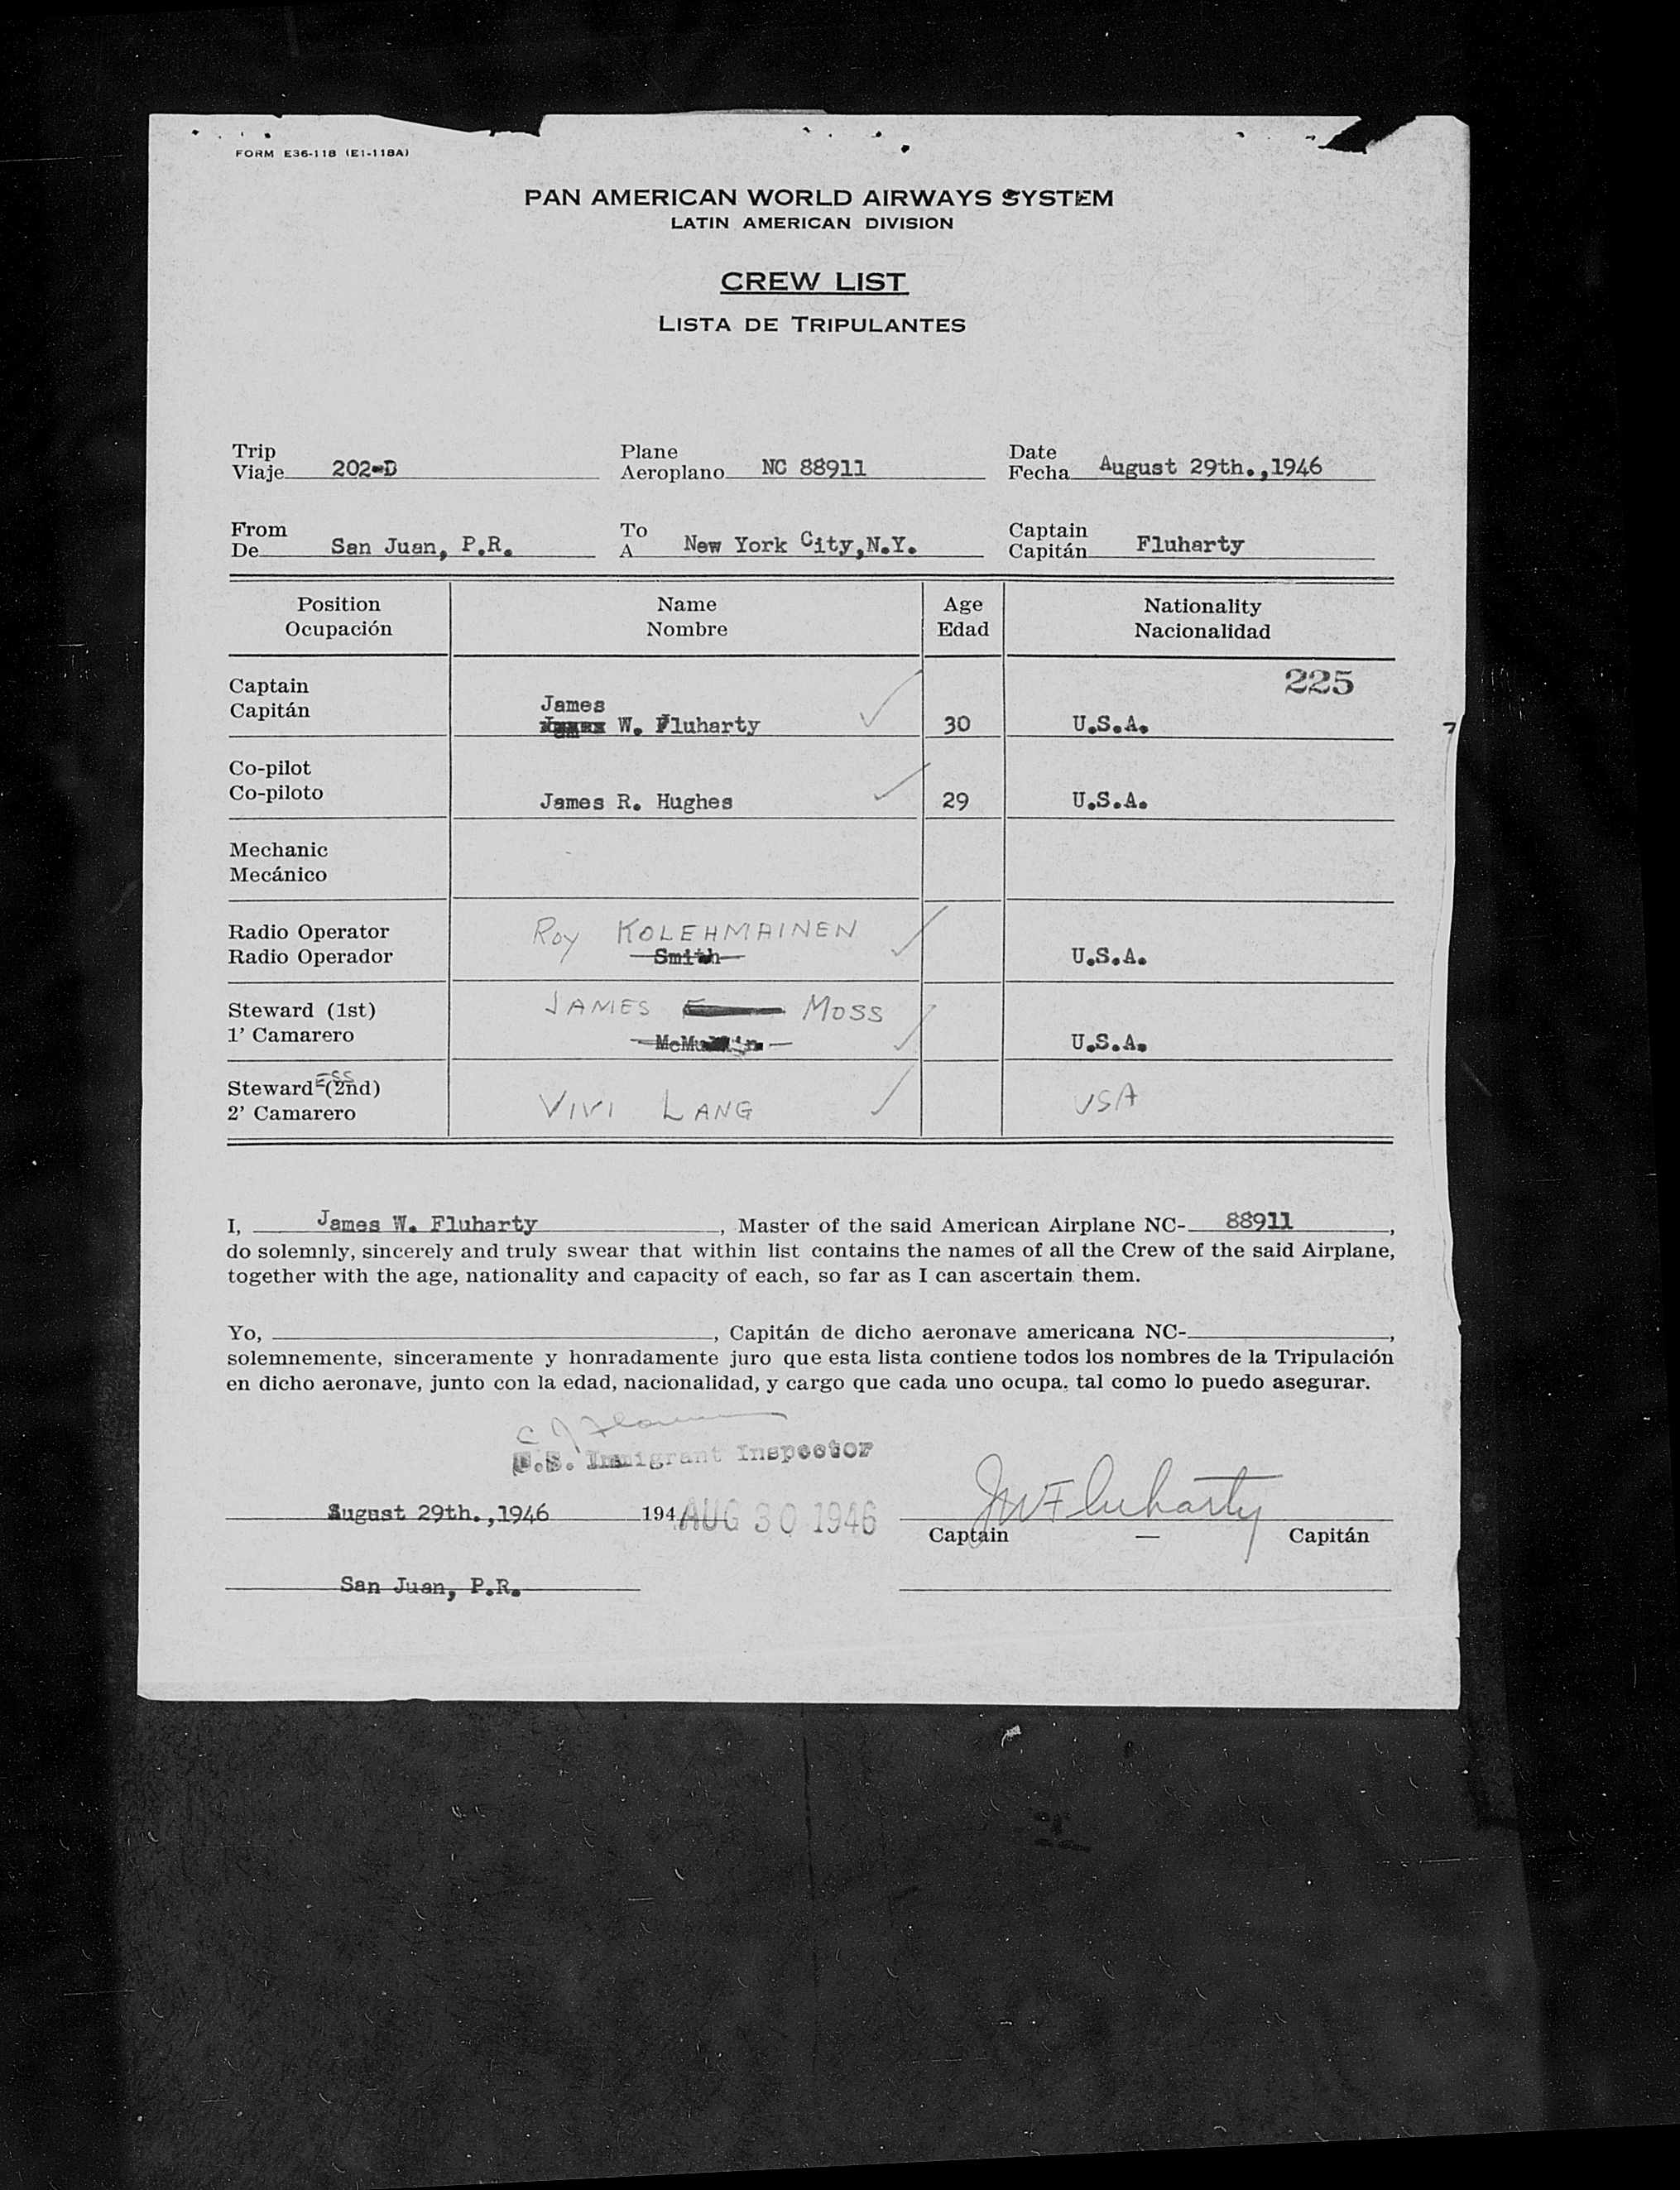 FORM E36-118 (E1-118A)
PAN AMERICAN WORLD AIRWAYS SYSTEM
LATIN AMERICAN DIVISION
CREW LIST
LISTA DE TRIPULANTES
Trip Plane Date
Viaje 202-D Aeroplano NC 88911 Fecha August 29th.,1946
From To Captain
De San Juan, P.R. A New York City,N.Y. Capitán Fluharty
Position Name Age Nationality
Ocupación Nombre Edad Nacionalidad
225
Captain James
Capitán W. Fluharty 30 U.S.A.
7
Co-pilot
Co-piloto James R. Hughes 29 U.S.A.
Mechanic
Mecánico
Radio Operator ROY KOLEHMAINEN
Radio Operador Smith U.S.A.
Steward (1st) JAMES MOSS
1' Camarero U.S.A.
Steward ESS (2nd)
2' Camarero VIVI LANG USA
I, James W. Fluharty, Master of the said American Airplane NC- 88911,
do solemnly, sincerely and truly swear that within list contains the names of all the Crew of the said Airplane,
together with the age, nationality and capacity of each, so far as I can ascertain them.
Yo, , Capitán de dicho aeronave americana NC- ,
solemnemente, sinceramente y honradamente juro que esta lista contiene todos los nombres de la Tripulación
en dicho aeronave, junto con la edad, nacionalidad, y cargo que cada uno ocupa, tal como lo puedo asegurar.
U.S. Immigrant Inspector
August 29th.,1946 194 AUG 30 1946 JWFluharty
Captain — Capitán
San Juan, P.R.